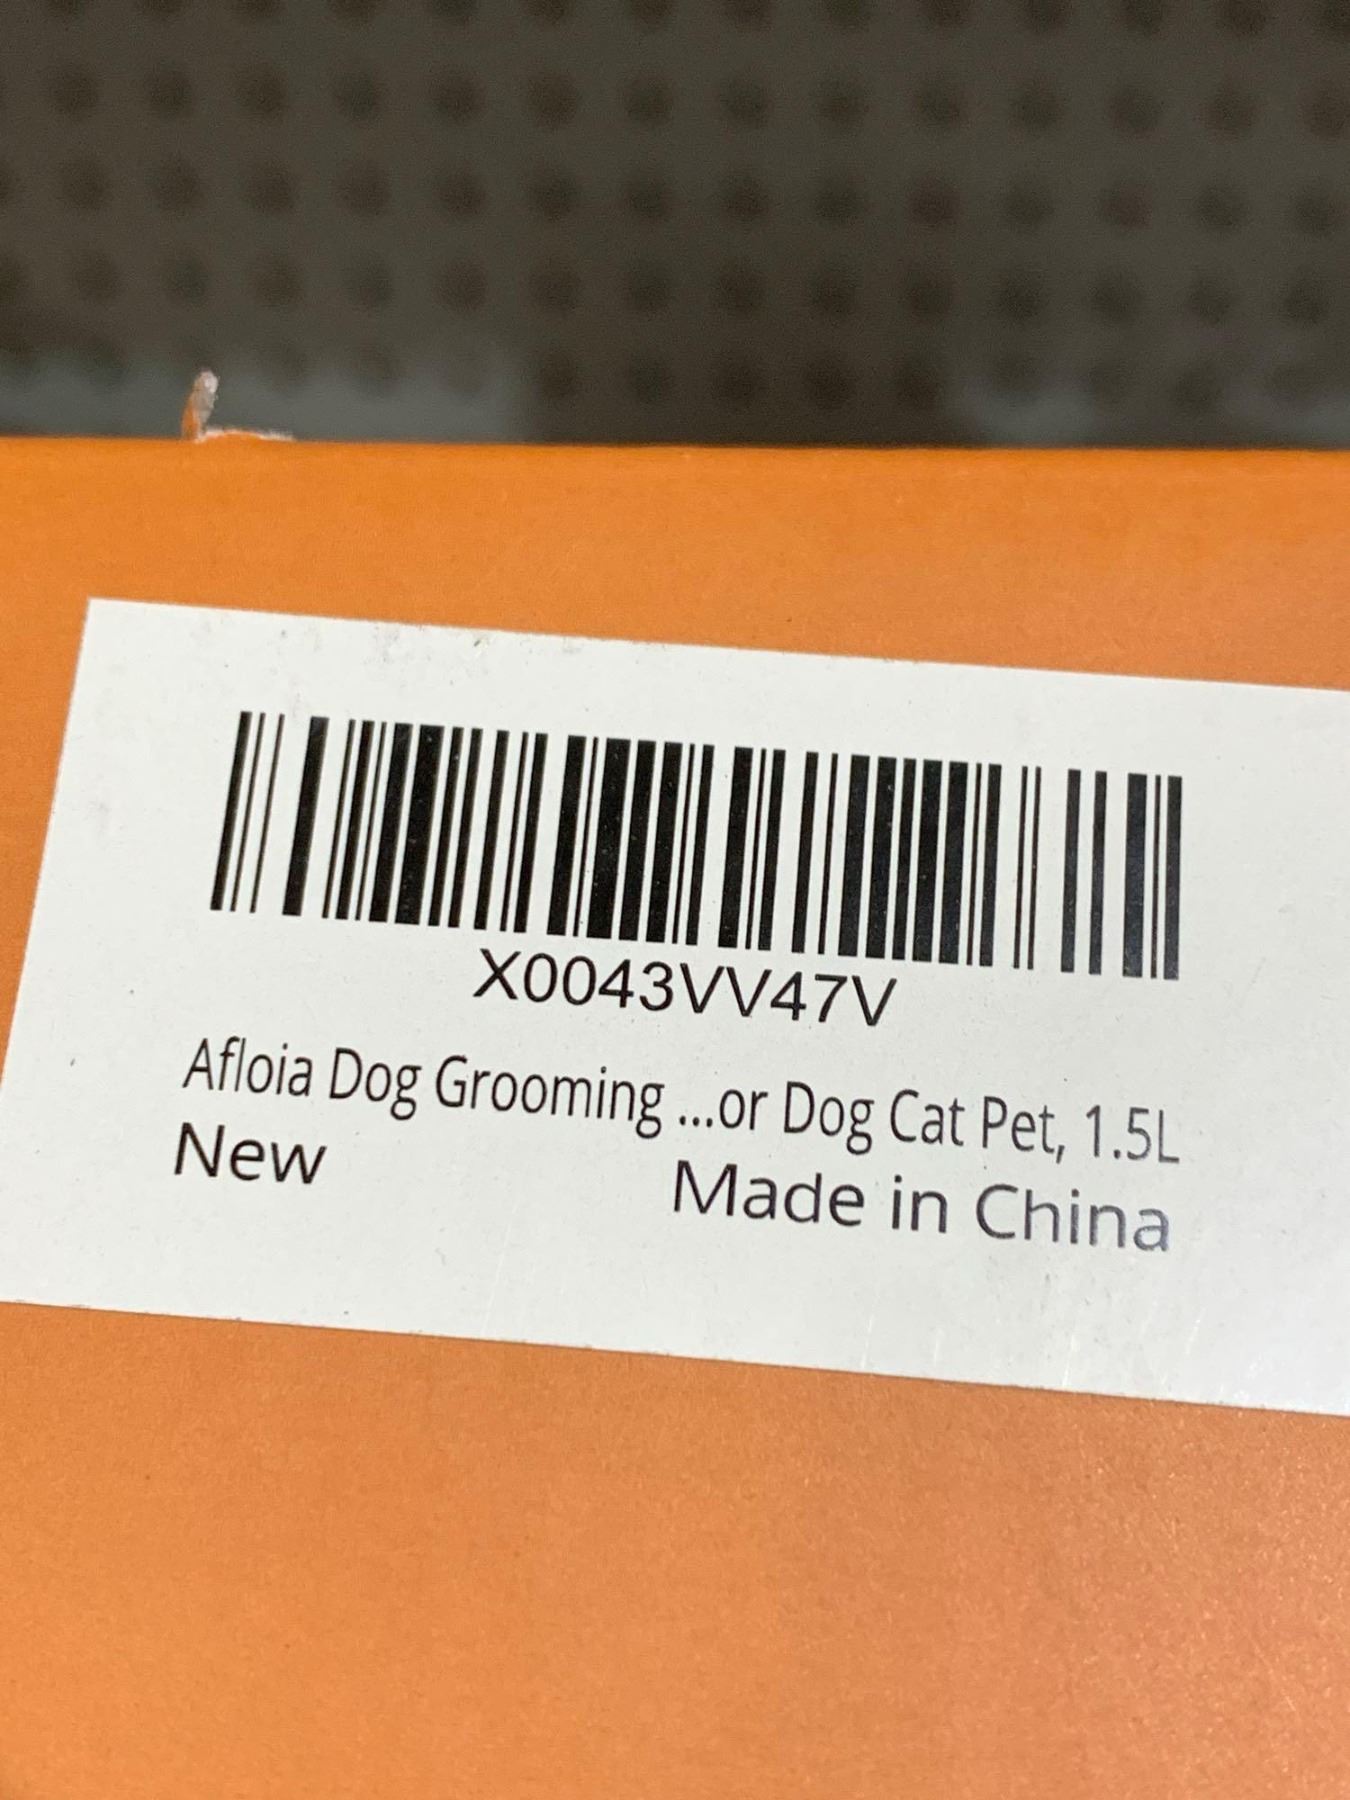 X0043VV47V
Afloia Dog Grooming ...or Dog Cat Pet, 1.5L
New Made in China